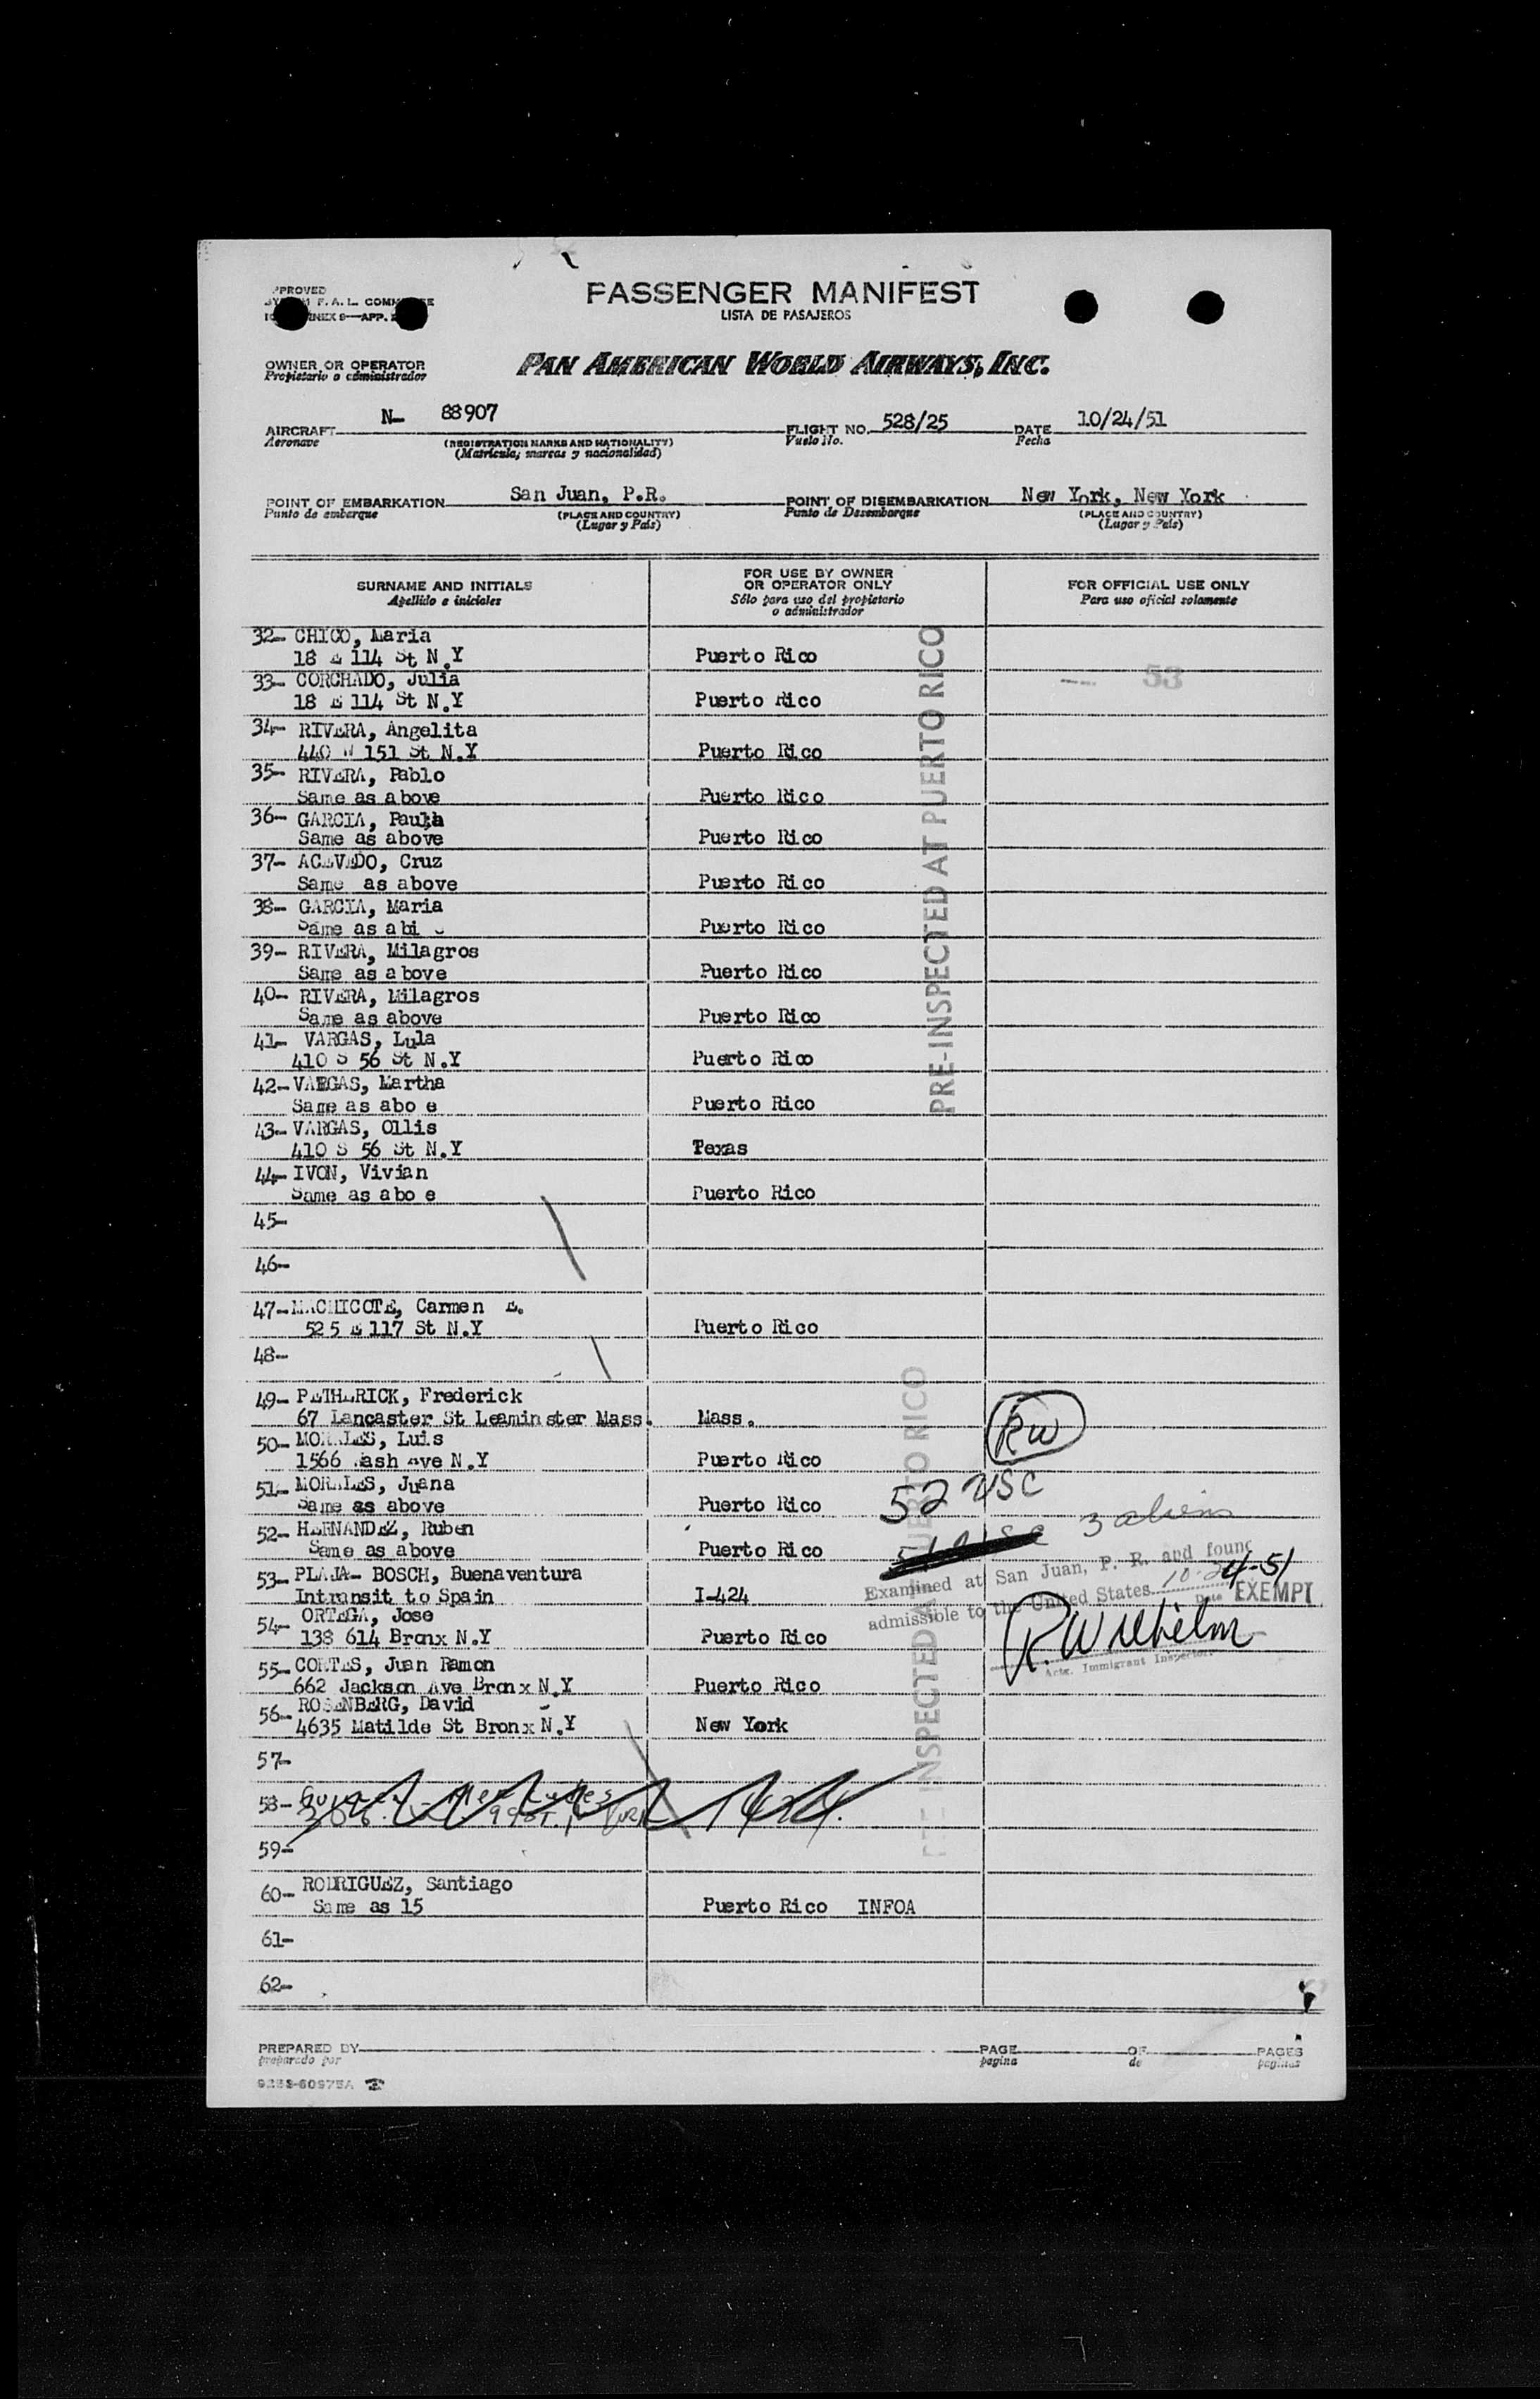 PASSENGER MANIFEST
LISTA DE PASAJEROS
OWNER OR OPERATOR
Propietario o administrador
PAN AMERICAN WORLD AIRWAYS, INC.
AIRCRAFT N- 88907 FLIGHT NO. 528/25 DATE 10/24/51
Aeronave (REGISTRATION MARKS AND NATIONALITY) Vuelo No. Fecha
(Matrícula, marcas y nacionalidad)
POINT OF EMBARKATION San Juan, P.R. POINT OF DISEMBARKATION New York, New York
Punto de embarque (PLACE AND COUNTRY) Punto de Desembarque (PLACE AND COUNTRY)
(Lugar y País) (Lugar y País)
SURNAME AND INITIALS FOR USE BY OWNER OR OPERATOR ONLY FOR OFFICIAL USE ONLY
Apellido e iniciales Sólo para uso del propietario o administrador Para uso oficial solamente
32- CHICO, Maria
18 E 114 St N.Y Puerto Rico
33- CORCHADO, Julia 53
18 E 114 St N.Y Puerto Rico
34- RIVERA, Angelita
440 W 151 St N.Y Puerto Rico
35- RIVERA, Pablo
Same as above Puerto Rico
36- GARCIA, Paula
Same as above Puerto Rico
37- ACEVEDO, Cruz
Same as above Puerto Rico
38- GARCIA, Maria
Same as abi Puerto Rico
39- RIVERA, Milagros
Same as above Puerto Rico
40- RIVERA, Milagros
Same as above Puerto Rico
41- VARGAS, Lula
410 S 56 St N.Y Puerto Rico
42- VARGAS, Martha
Same as abo e Puerto Rico
43- VARGAS, Ollis
410 S 56 St N.Y Texas
44- IVON, Vivian
Same as abo e Puerto Rico
45-
46-
47- MACHICOTE, Carmen E.
525 E 117 St N.Y Puerto Rico
48-
49- PETHERICK, Frederick
67 Lancaster St Leaminster Mass. Mass. RW
50- MORALES, Luis
1566 ash Ave N.Y Puerto Rico
51- MORALES, Juana 52 USC
Same as above Puerto Rico 3 aliens
52- HERNANDEZ, Ruben
Same as above Puerto Rico
53- PLAJA- BOSCH, Buenaventura
Intransit to Spain I-424
Examined at San Juan, P. R. and found
admissible to the United States 10-24-51 EXEMPT
Date
54- ORTEGA, Jose
138 614 Bronx N.Y Puerto Rico
R. Wilhelm
Actg. Immigrant Inspector
55- CORTES, Juan Ramon
662 Jackson Ave Bronx N.Y Puerto Rico
56- ROSENBERG, David
4635 Matilde St Bronx N.Y New York
57-
58-
59-
60- RODRIGUEZ, Santiago
Same as 15 Puerto Rico INFOA
61-
62-
PRE-INSPECTED AT PUERTO RICO
INSPECTED AT PUERTO RICO
PREPARED BY PAGE OF PAGES
preparado por pagina de paginas